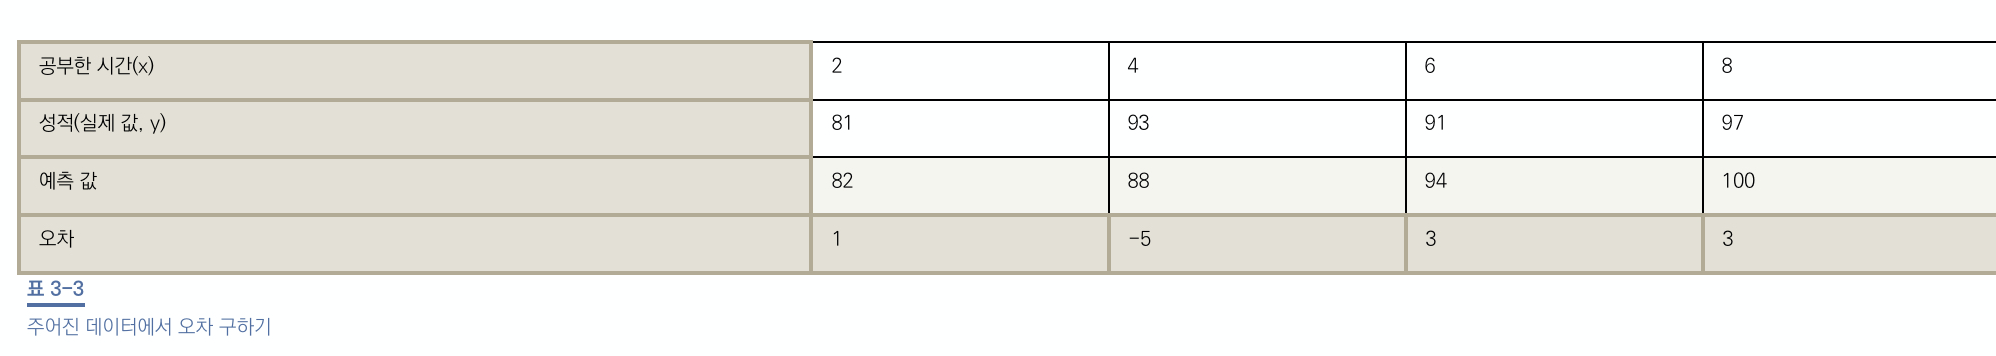 공부한 시간(x) 2 4 6 8
성적(실제 값, y) 81 93 91 97
예측 값 82 88 94 100
오차 1 -5 3 3
표 3-3
주어진 데이터에서 오차 구하기